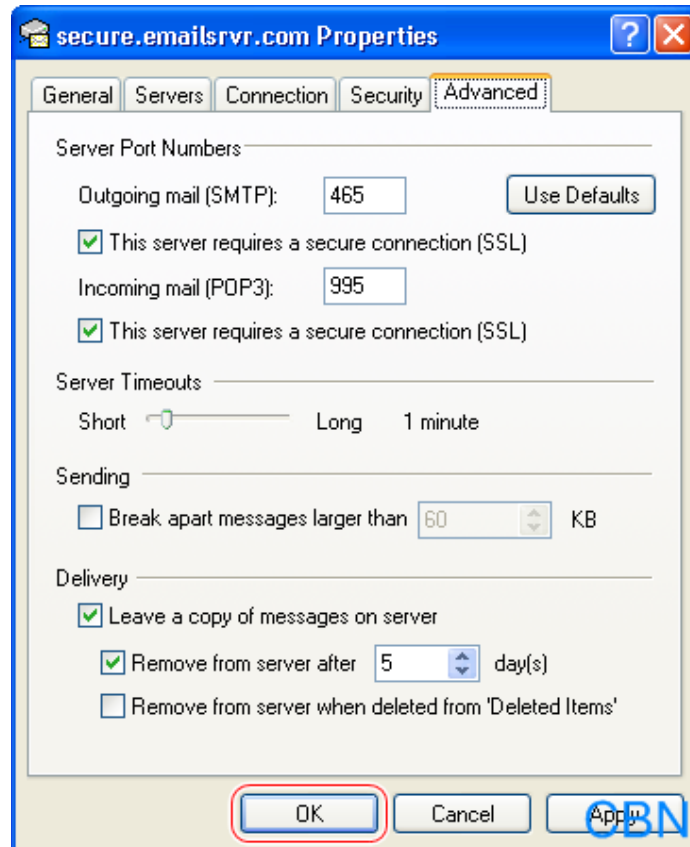 secure.emailsrvr.com Properties
General Servers Connection Security Advanced
Server Port Numbers
Outgoing mail (SMTP): 465 Use Defaults
This server requires a secure connection (SSL)
Incoming mail (POP3): 995
This server requires a secure connection (SSL)
Server Timeouts
Short Long 1 minute
Sending
Break apart messages larger than 60 KB
Delivery
Leave a copy of messages on server
Remove from server after 5 day(s)
Remove from server when deleted from 'Deleted Items'
OK Cancel Apply
CBN